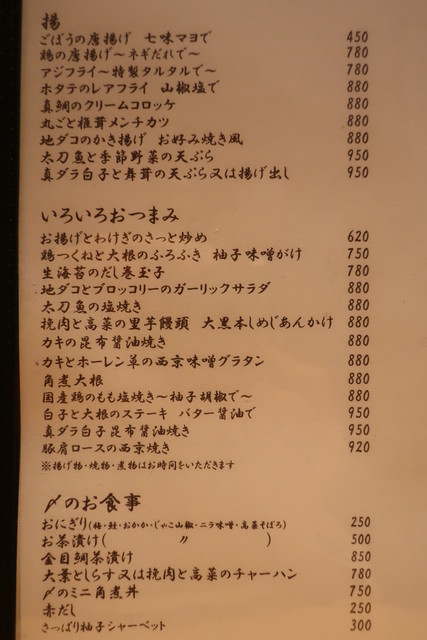 揚
ごぼうの唐揚げ 七味マヨで 450
鶏の唐揚げ〜ネギだれで〜 780
アジフライ〜特製タルタルで〜 780
ホタテのレアフライ 山椒塩で 880
真鯛のクリームコロッケ 880
丸ごと椎茸メンチカツ 880
地ダコのかき揚げ お好み焼き風 880
太刀魚と季節野菜の天ぷら 950
真ダラ白子と舞茸の天ぷら又は揚げ出し 950
いろいろおつまみ
お揚げとわけぎのさっと炒め 620
鶏つくねと大根のふろふき 柚子味噌がけ 750
生海苔のだし巻玉子 780
地ダコとブロッコリーのガーリックサラダ 880
太刀魚の塩焼き 880
挽肉と高菜の里芋饅頭 大黒本しめじあんかけ 880
カキの昆布醤油焼き 880
カキとホーレン草の西京味噌グラタン 880
角煮大根 880
国産鶏のもも塩焼き〜柚子胡椒で〜 880
白子と大根のステーキ バター醤油で 950
真ダラ白子昆布醤油焼き 950
豚肩ロースの西京焼き 920
※揚げ物・焼物・煮物はお時間をいただきます
〆のお食事
おにぎり(梅・鮭・おかか・じゃこ山椒・ニラ味噌・高菜そぼろ) 250
お茶漬け( 〃 ) 500
金目鯛茶漬け 850
大葉としらす又は挽肉と高菜のチャーハン 780
〆のミニ角煮丼 750
赤だし 250
さっぱり柚子シャーベット 300